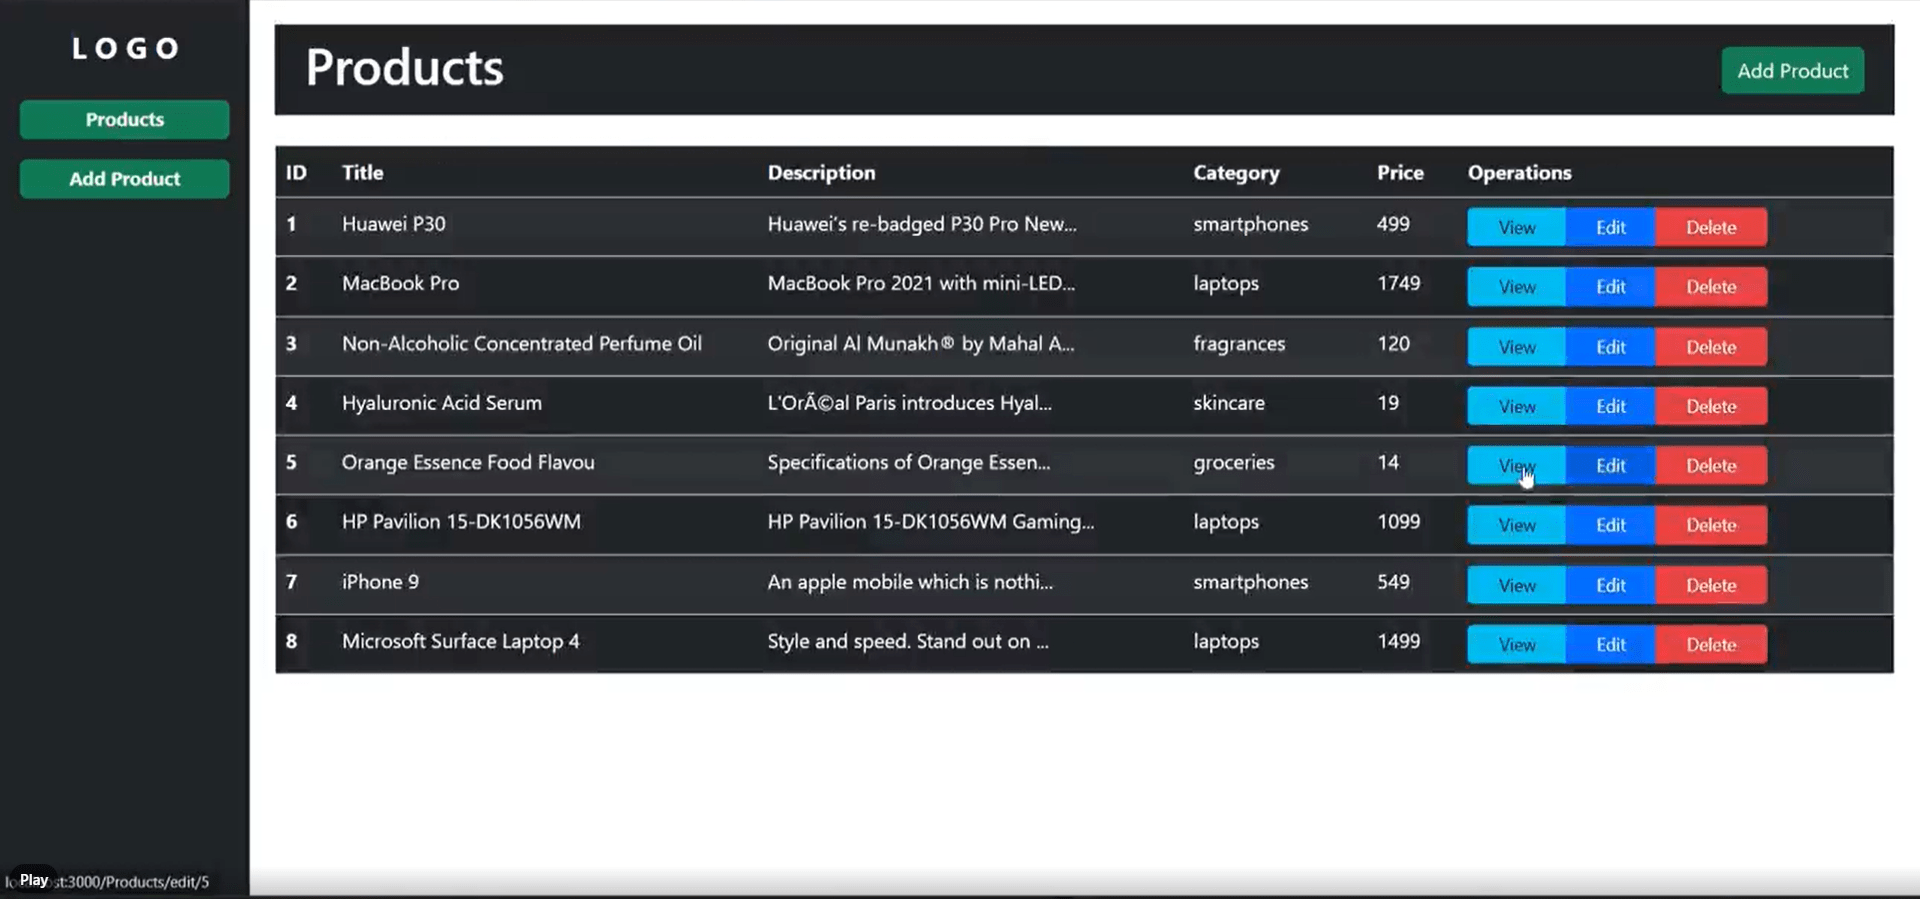 LOGO
Products
Add Product
Products
Add Product
ID Title Description Category Price Operations
1 Huawei P30 Huawei's re-badged P30 Pro New... smartphones 499 View Edit Delete
2 MacBook Pro MacBook Pro 2021 with mini-LED... laptops 1749 View Edit Delete
3 Non-Alcoholic Concentrated Perfume Oil Original Al Munakh® by Mahal A... fragrances 120 View Edit Delete
4 Hyaluronic Acid Serum L'OrÃ©al Paris introduces Hyal... skincare 19 View Edit Delete
5 Orange Essence Food Flavou Specifications of Orange Essen... groceries 14 View Edit Delete
6 HP Pavilion 15-DK1056WM HP Pavilion 15-DK1056WM Gaming... laptops 1099 View Edit Delete
7 iPhone 9 An apple mobile which is nothi... smartphones 549 View Edit Delete
8 Microsoft Surface Laptop 4 Style and speed. Stand out on ... laptops 1499 View Edit Delete
Play st:3000/Products/edit/5